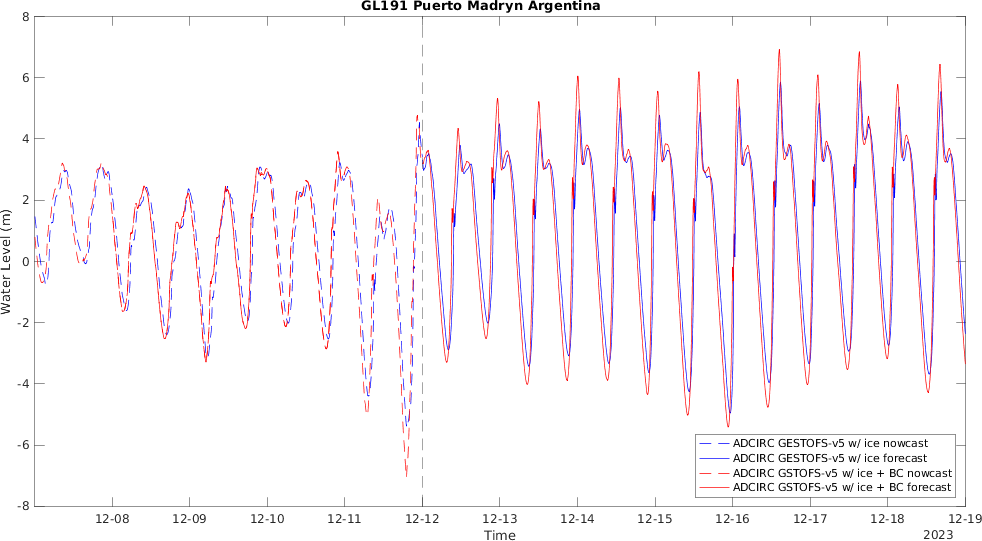 GL191 Puerto Madryn Argentina
8
6
4
2
0
-2
-4
-6
-8
Water Level (m)
ADCIRC GESTOFS-v5 w/ ice nowcast
ADCIRC GESTOFS-v5 w/ ice forecast
ADCIRC GSTOFS-v5 w/ ice + BC nowcast
ADCIRC GSTOFS-v5 w/ ice + BC forecast
12-08 12-09 12-10 12-11 12-12 12-13 12-14 12-15 12-16 12-17 12-18 12-19
Time
2023